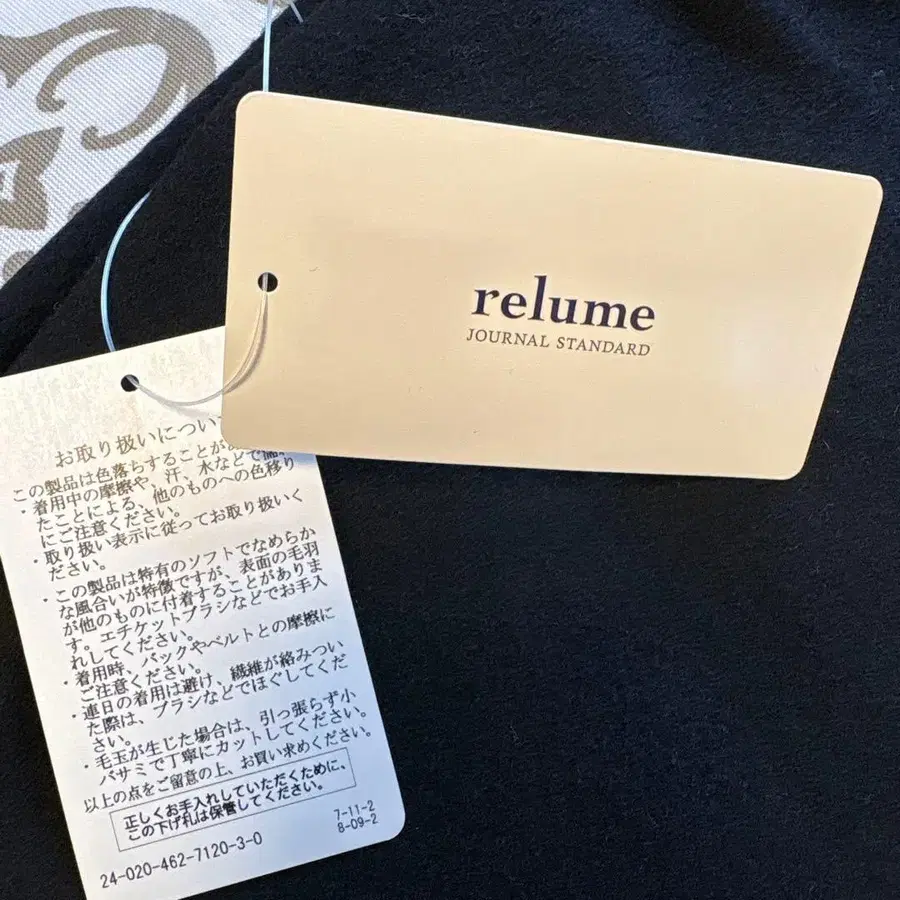 relume
JOURNAL STANDARD
お取り扱いについ
この製品は色落ちすることがあ
・着用中の摩擦や、汗、水などで濡れ
たことによる、他のものへの色移り
にご注意ください。
・取り扱い表示に従ってお取り扱いく
ださい。
・この製品は特有のソフトでなめらか
な風合いが特徴ですが、表面の毛羽
が他のものに付着することがありま
す。エチケットブラシなどでお手入
れしてください。
・着用時、バックやベルトとの摩擦に
ご注意ください。
・連日の着用は避け、繊維が絡みつい
た際は、ブラシなどでほぐしてくだ
さい。
・毛玉が生じた場合は、引っ張らず小
バサミで丁寧にカットしてください。
以上の点をご留意の上、お買い求めください。
正しくお手入れしていただくために、
この下げ札は保管してください。
7-11-2
8-09-2
24-020-462-7120-3-0